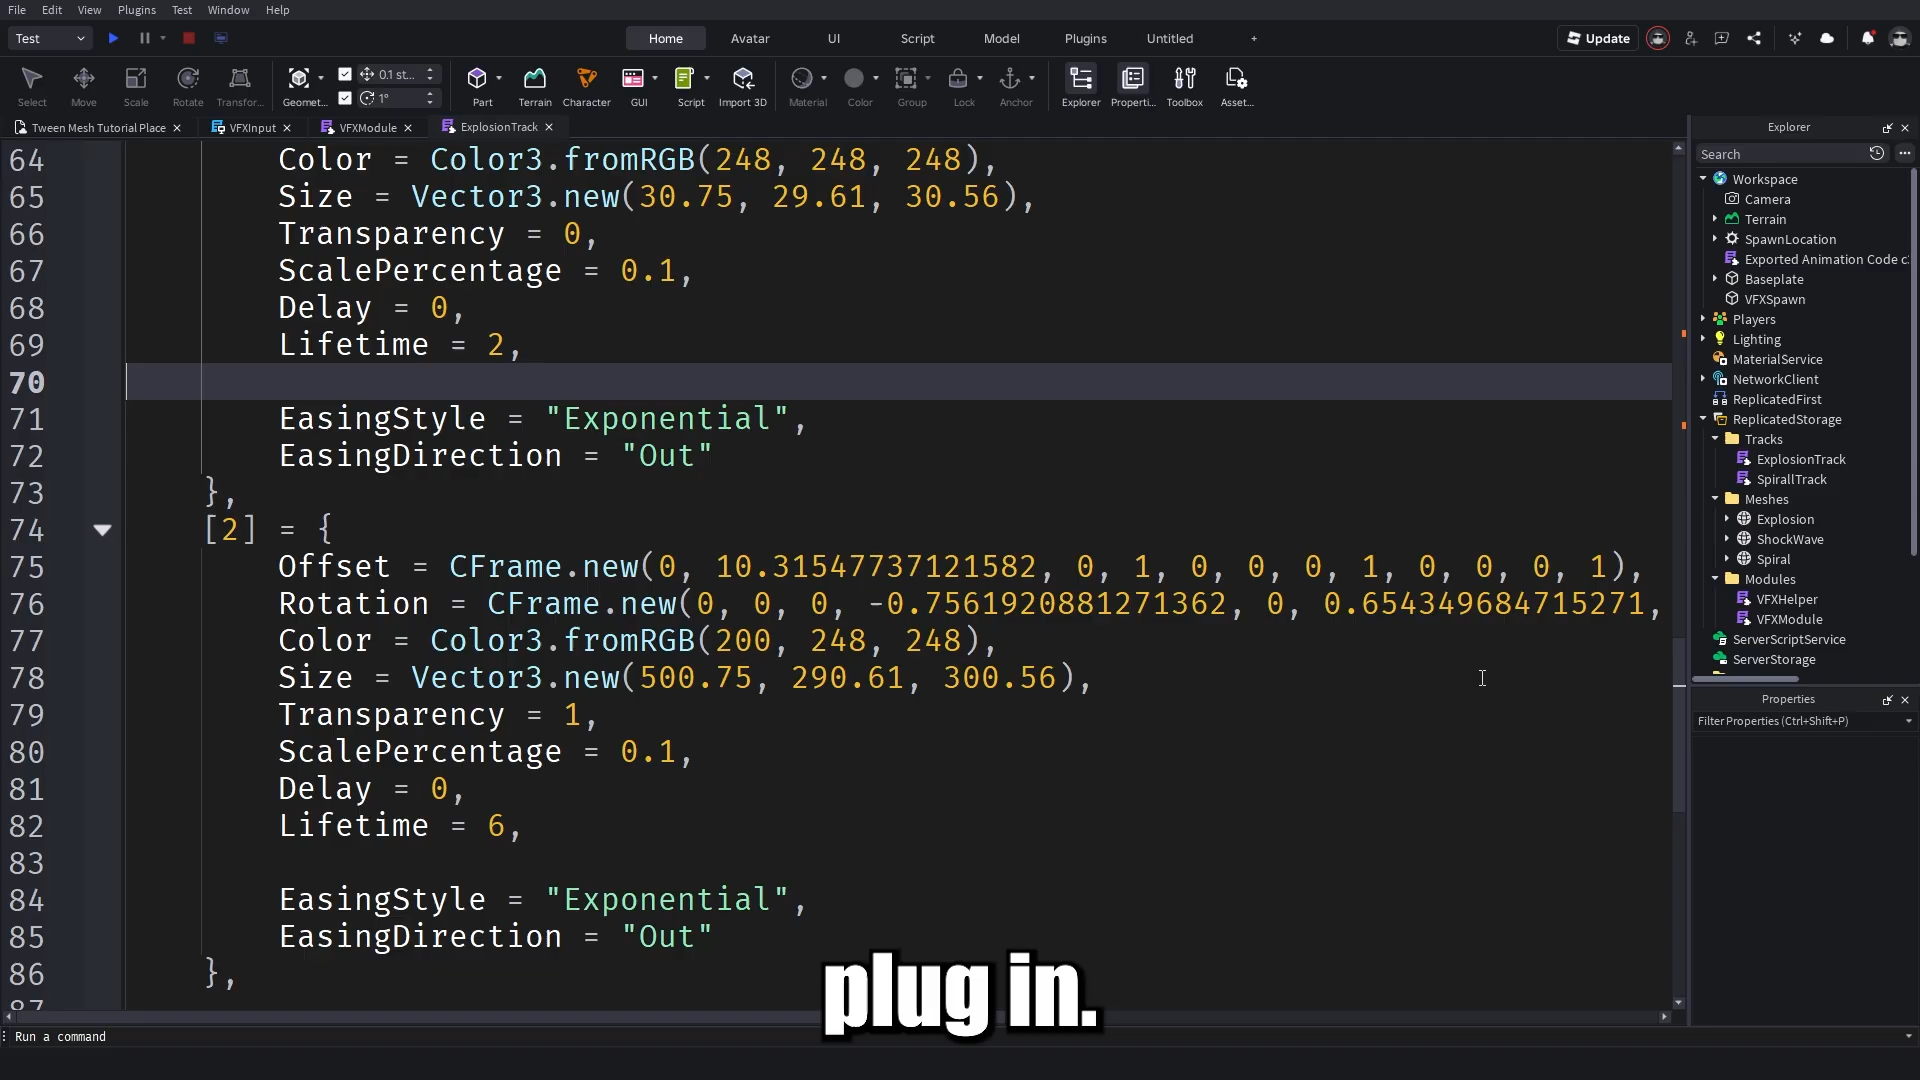 File Edit View Plugins Test Window Help
Test Home Avatar UI Script Model Plugins Untitled + Update
Select Move Scale Rotate Transfor... Geomet... 0.1 st... 1° Part Terrain Character GUI Script Import 3D Material Color Group Lock Anchor Explorer Properti... Toolbox Asset...
Tween Mesh Tutorial Place VFXInput VFXModule ExplosionTrack
64 Color = Color3.fromRGB(248, 248, 248),
65 Size = Vector3.new(30.75, 29.61, 30.56),
66 Transparency = 0,
67 ScalePercentage = 0.1,
68 Delay = 0,
69 Lifetime = 2,
70
71 EasingStyle = "Exponential",
72 EasingDirection = "Out"
73 },
74 [2] = {
75 Offset = CFrame.new(0, 10.31547737121582, 0, 1, 0, 0, 0, 1, 0, 0, 0, 1),
76 Rotation = CFrame.new(0, 0, 0, -0.7561920881271362, 0, 0.654349684715271,
77 Color = Color3.fromRGB(200, 248, 248),
78 Size = Vector3.new(500.75, 290.61, 300.56),
79 Transparency = 1,
80 ScalePercentage = 0.1,
81 Delay = 0,
82 Lifetime = 6,
83
84 EasingStyle = "Exponential",
85 EasingDirection = "Out"
86 },
87
plug in.
Run a command
Explorer
Search
Workspace
Camera
Terrain
SpawnLocation
Exported Animation Code c
Baseplate
VFXSpawn
Players
Lighting
MaterialService
NetworkClient
ReplicatedFirst
ReplicatedStorage
Tracks
ExplosionTrack
SpirallTrack
Meshes
Explosion
ShockWave
Spiral
Modules
VFXHelper
VFXModule
ServerScriptService
ServerStorage
Properties
Filter Properties (Ctrl+Shift+P)